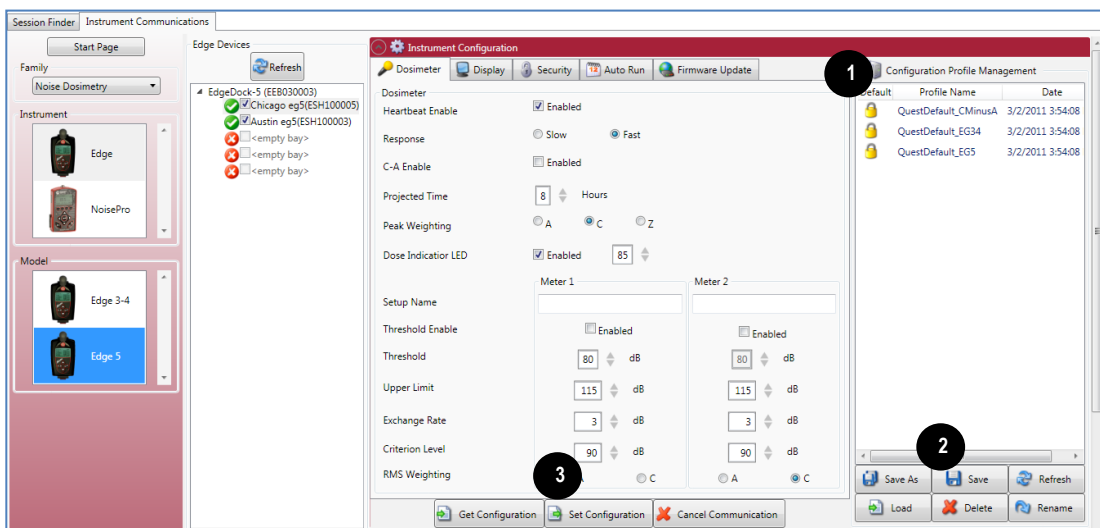 Session Finder Instrument Communications
Start Page
Family
Noise Dosimetry
Instrument
Edge
NoisePro
Model
Edge 3-4
Edge 5
Edge Devices
Refresh
EdgeDock-5 (EEB030003)
Chicago eg5(ESH100005)
Austin eg5(ESH100003)
<empty bay>
<empty bay>
<empty bay>
Instrument Configuration
Dosimeter Display Security Auto Run Firmware Update
Dosimeter
Heartbeat Enable Enabled
Response Slow Fast
C-A Enable Enabled
Projected Time 8 Hours
Peak Weighting A C Z
Dose Indicatior LED Enabled 85
Meter 1 Meter 2
Setup Name
Threshold Enable Enabled Enabled
Threshold 80 dB 80 dB
Upper Limit 115 dB 115 dB
Exchange Rate 3 dB 3 dB
Criterion Level 90 dB 90 dB
RMS Weighting C A C
3
Get Configuration Set Configuration Cancel Communication
1
Configuration Profile Management
Default Profile Name Date
QuestDefault_CMinusA 3/2/2011 3:54:08
QuestDefault_EG34 3/2/2011 3:54:08
QuestDefault_EG5 3/2/2011 3:54:08
2
Save As Save Refresh
Load Delete Rename